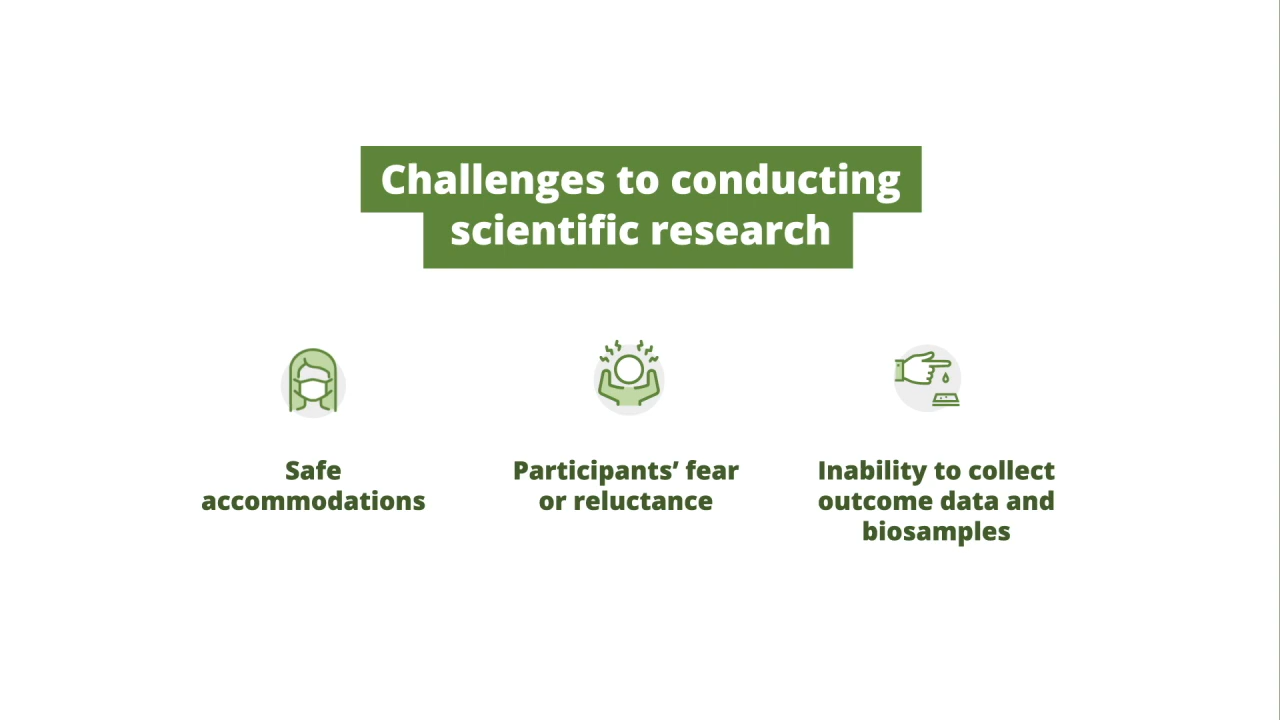 Challenges to conducting
scientific research
Safe
accommodations
Participants’ fear
or reluctance
Inability to collect
outcome data and
biosamples